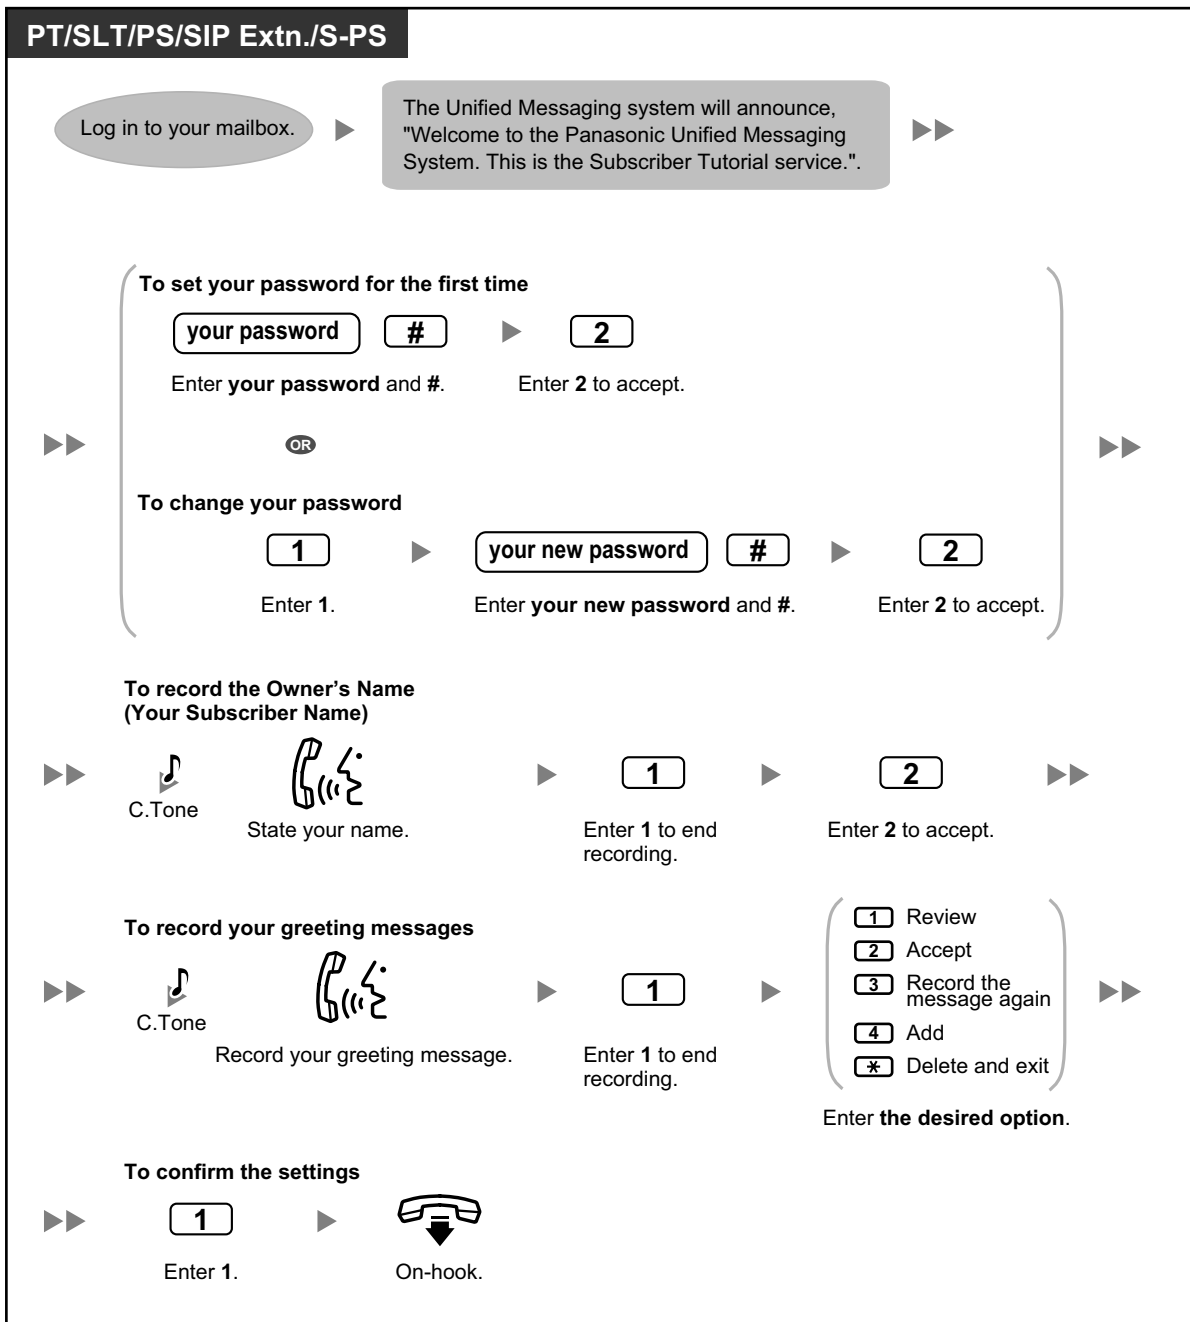 PT/SLT/PS/SIP Extn./S-PS
Log in to your mailbox.
The Unified Messaging system will announce,
"Welcome to the Panasonic Unified Messaging
System. This is the Subscriber Tutorial service.".
To set your password for the first time
your password #
2
Enter your password and #.
Enter 2 to accept.
OR
To change your password
1
your new password #
2
Enter 1.
Enter your new password and #.
Enter 2 to accept.
To record the Owner's Name
(Your Subscriber Name)
C.Tone
State your name.
1
Enter 1 to end
recording.
2
Enter 2 to accept.
To record your greeting messages
C.Tone
Record your greeting message.
1
Enter 1 to end
recording.
1 Review
2 Accept
3 Record the
message again
4 Add
* Delete and exit
Enter the desired option.
To confirm the settings
1
Enter 1.
On-hook.